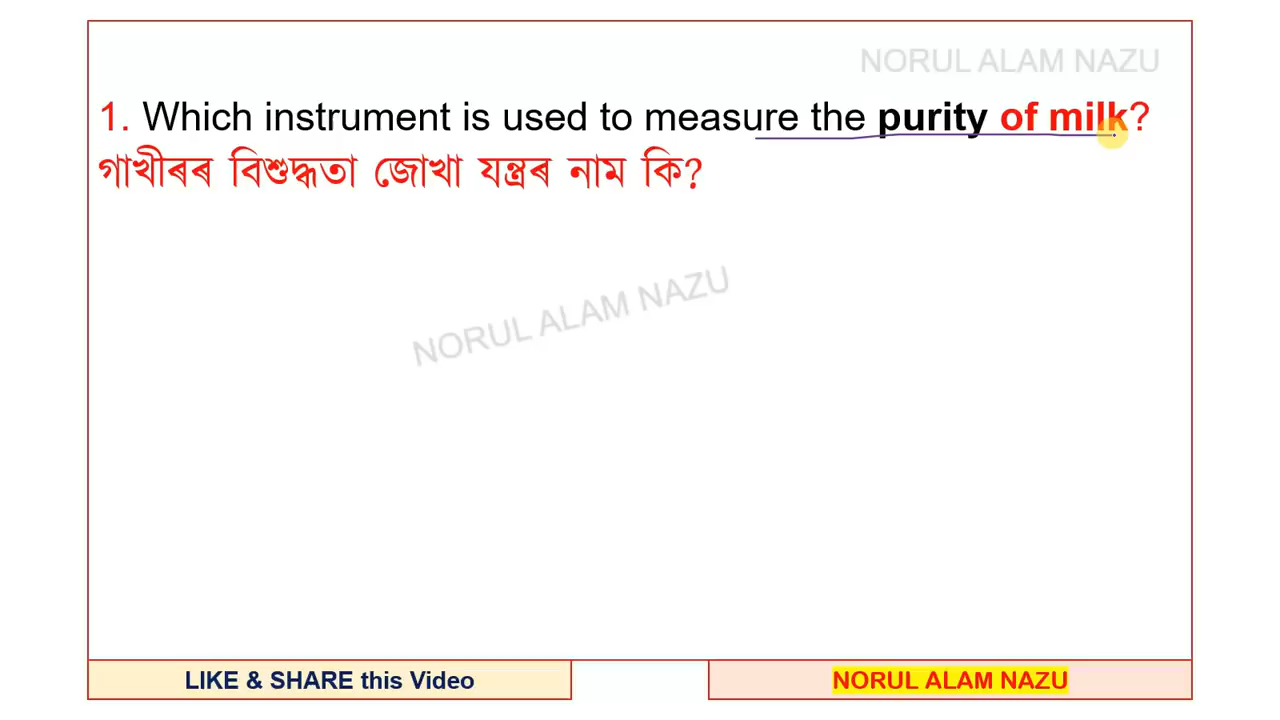 NORUL ALAM NAZU
1. Which instrument is used to measure the purity of milk?
গাখীৰৰ বিশুদ্ধতা জোখা যন্ত্ৰৰ নাম কি?
NORUL ALAM NAZU
LIKE & SHARE this Video
NORUL ALAM NAZU